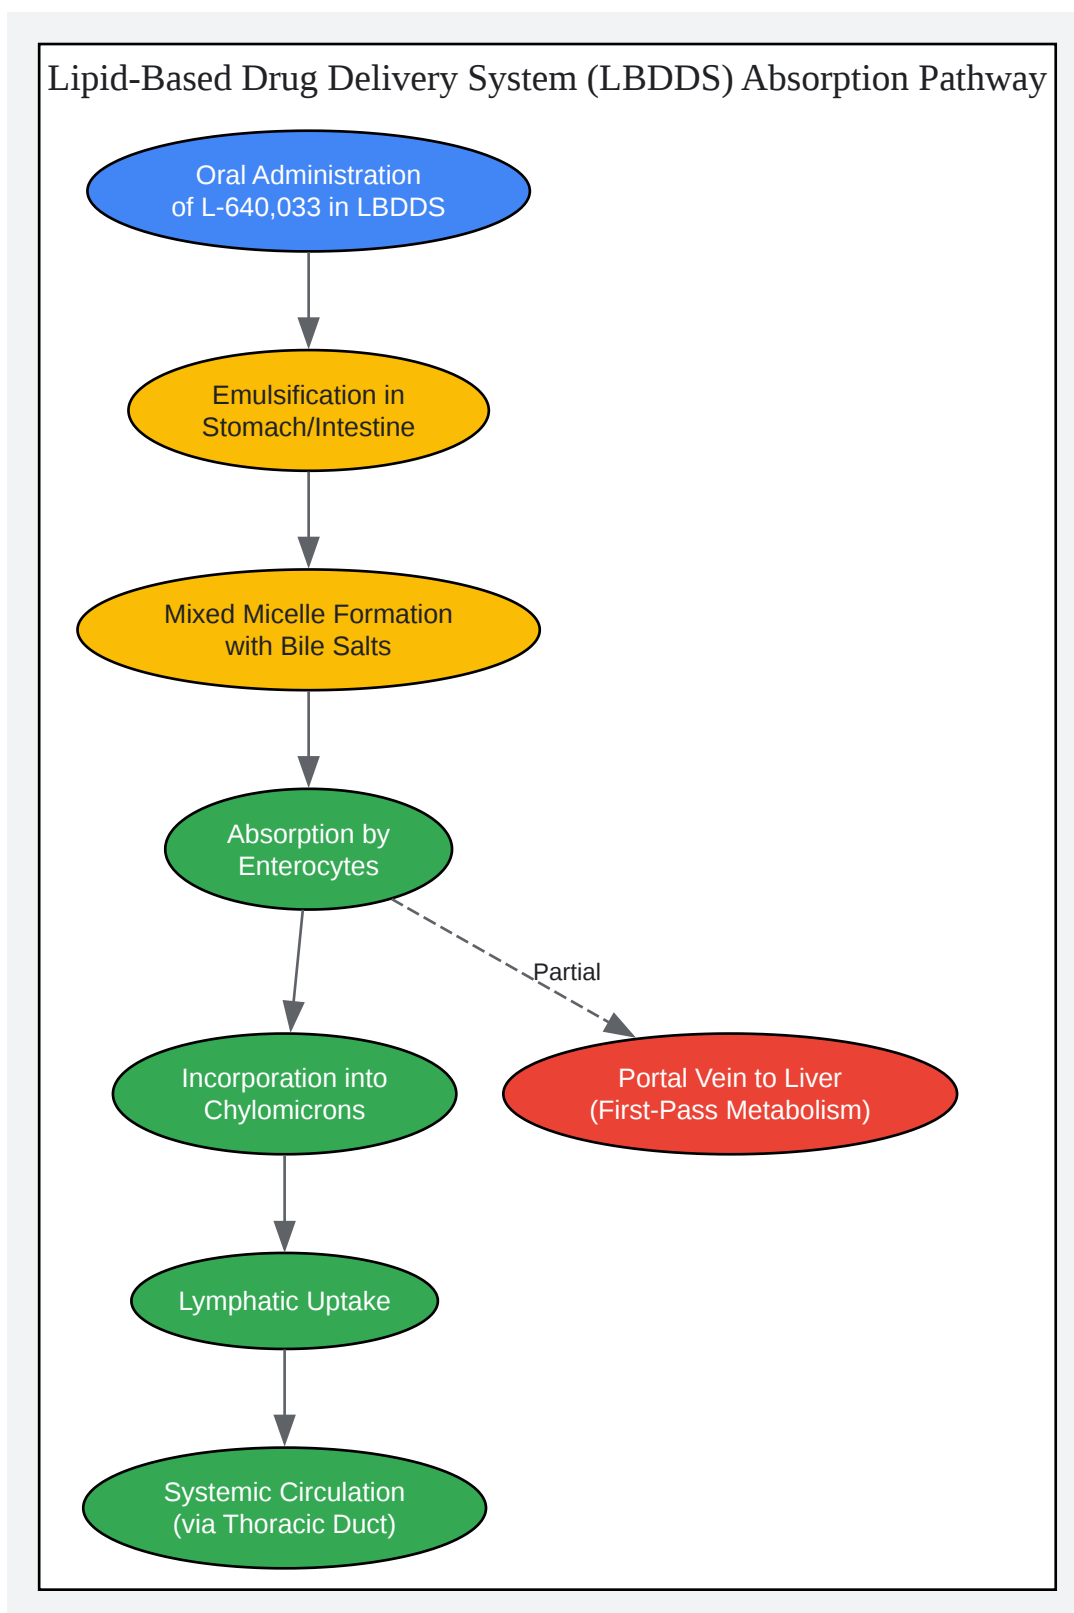 Lipid-Based Drug Delivery System (LBDDS) Absorption Pathway
Oral Administration
of L-640,033 in LBDDS
Emulsification in
Stomach/Intestine
Mixed Micelle Formation
with Bile Salts
Absorption by
Enterocytes
Partial
Incorporation into
Chylomicrons
Portal Vein to Liver
(First-Pass Metabolism)
Lymphatic Uptake
Systemic Circulation
(via Thoracic Duct)